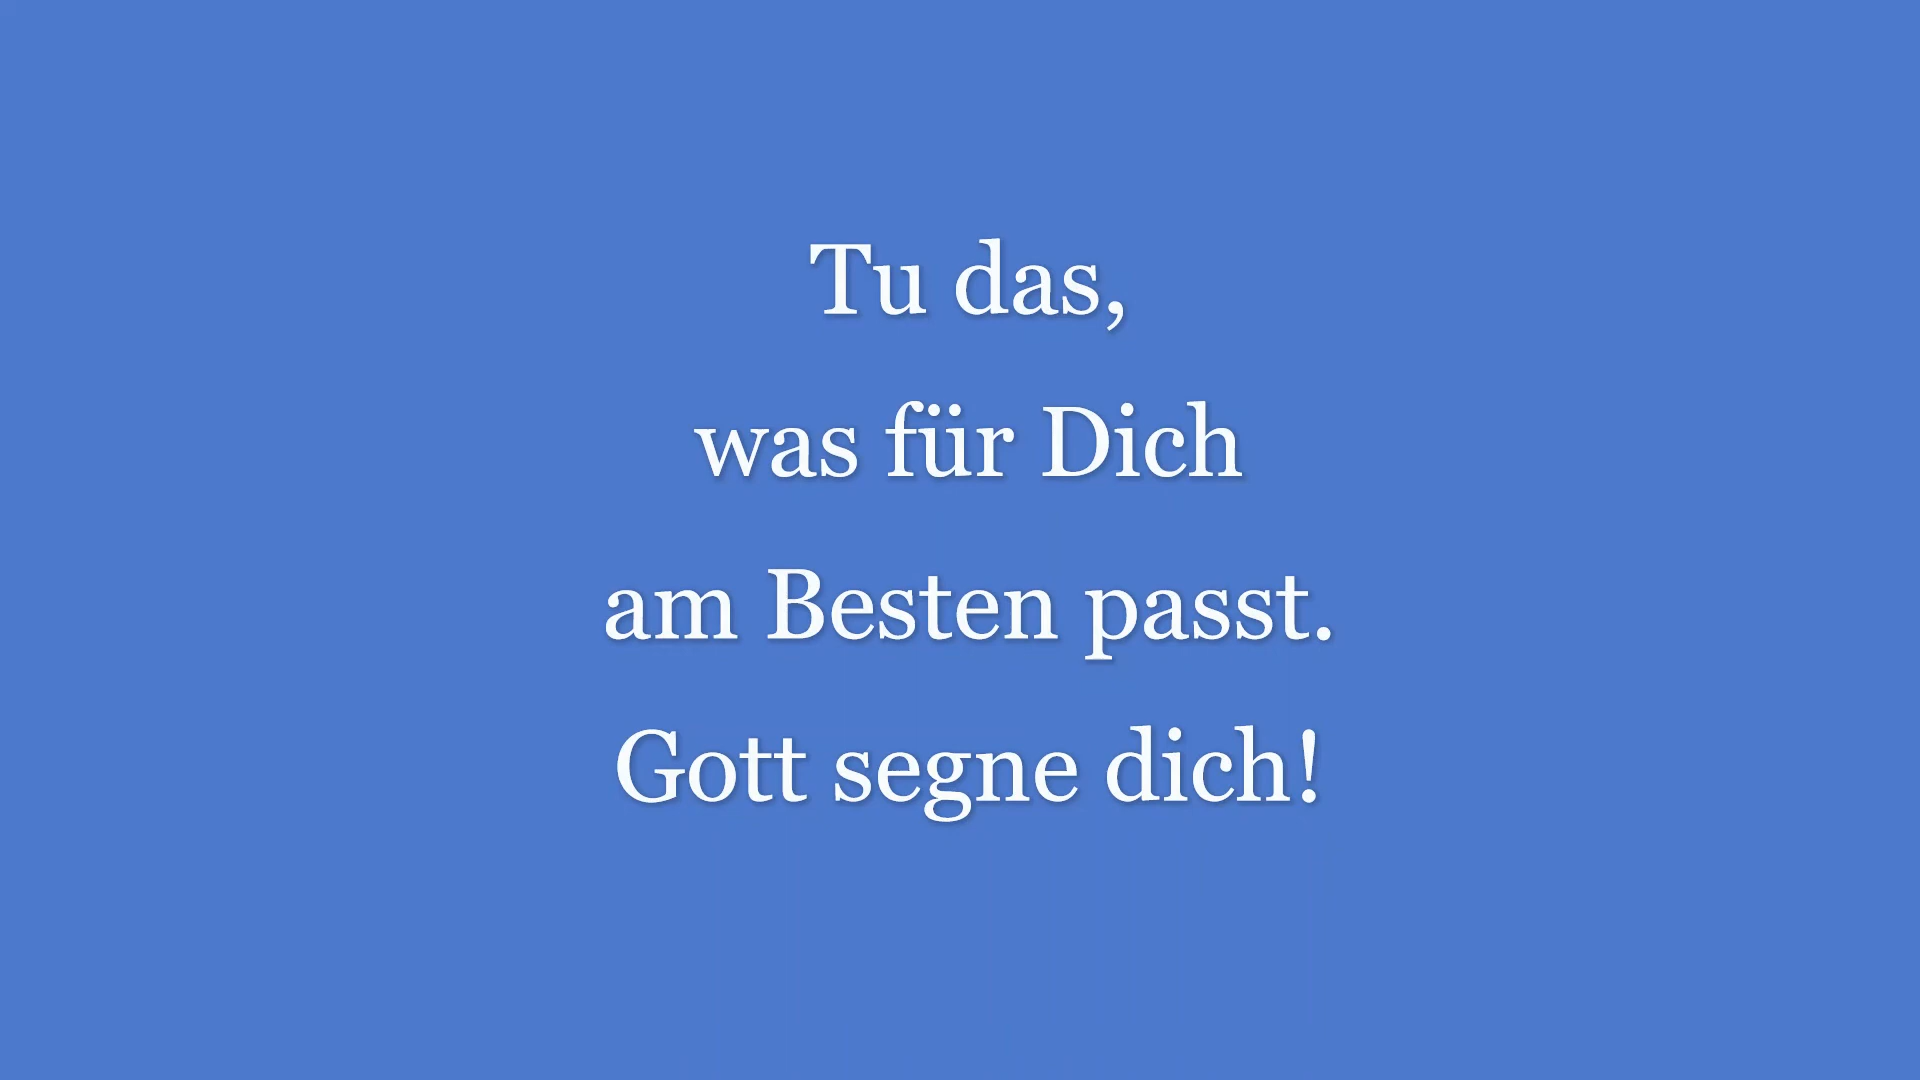 Tu das,
was für Dich
am Besten passt.
Gott segne dich!